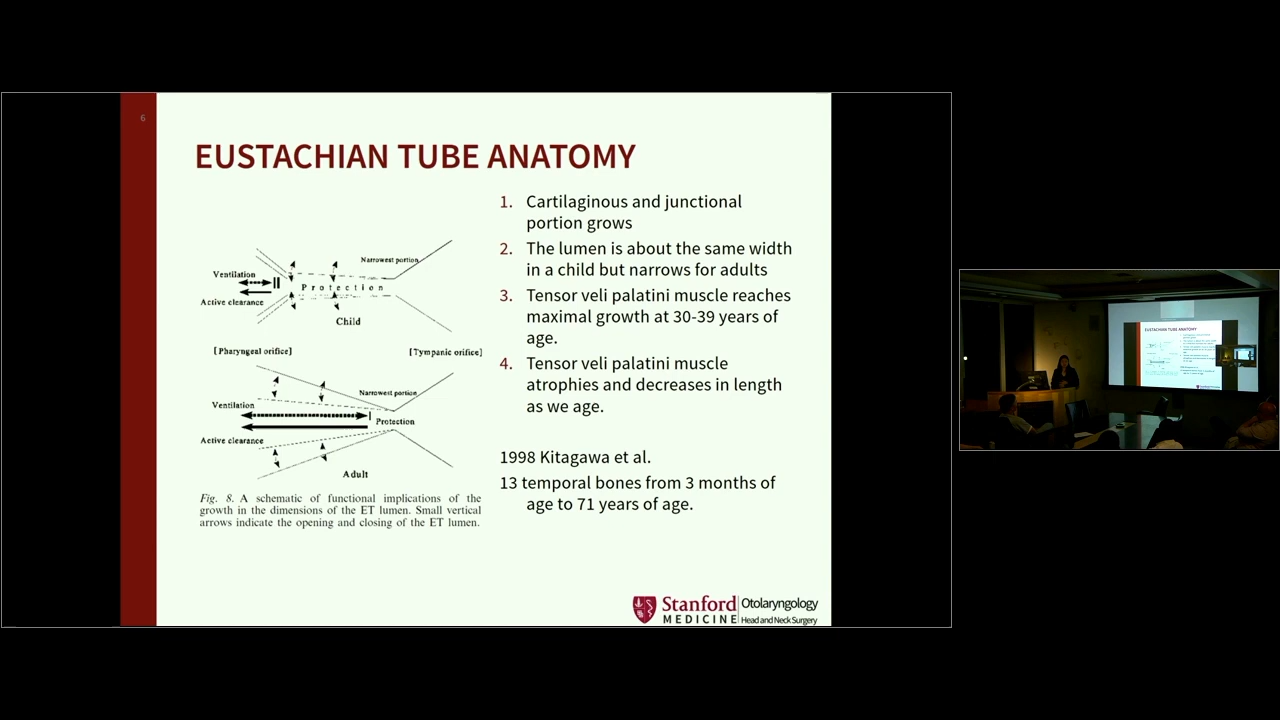 6
EUSTACHIAN TUBE ANATOMY
Narrowest portion
Ventilation
Protection
Active clearance
Child
[Pharyngeal orifice]
[Tympanic orifice]
Narrowest portion
Ventilation
Protection
Active clearance
Adult
Fig. 8. A schematic of functional implications of the
growth in the dimensions of the ET lumen. Small vertical
arrows indicate the opening and closing of the ET lumen.
1. Cartilaginous and junctional
portion grows
2. The lumen is about the same width
in a child but narrows for adults
3. Tensor veli palatini muscle reaches
maximal growth at 30-39 years of
age.
4. Tensor veli palatini muscle
atrophies and decreases in length
as we age.
1998 Kitagawa et al.
13 temporal bones from 3 months of
age to 71 years of age.
Stanford
MEDICINE
Otolaryngology
Head and Neck Surgery
EUSTACHIAN TUBE ANATOMY